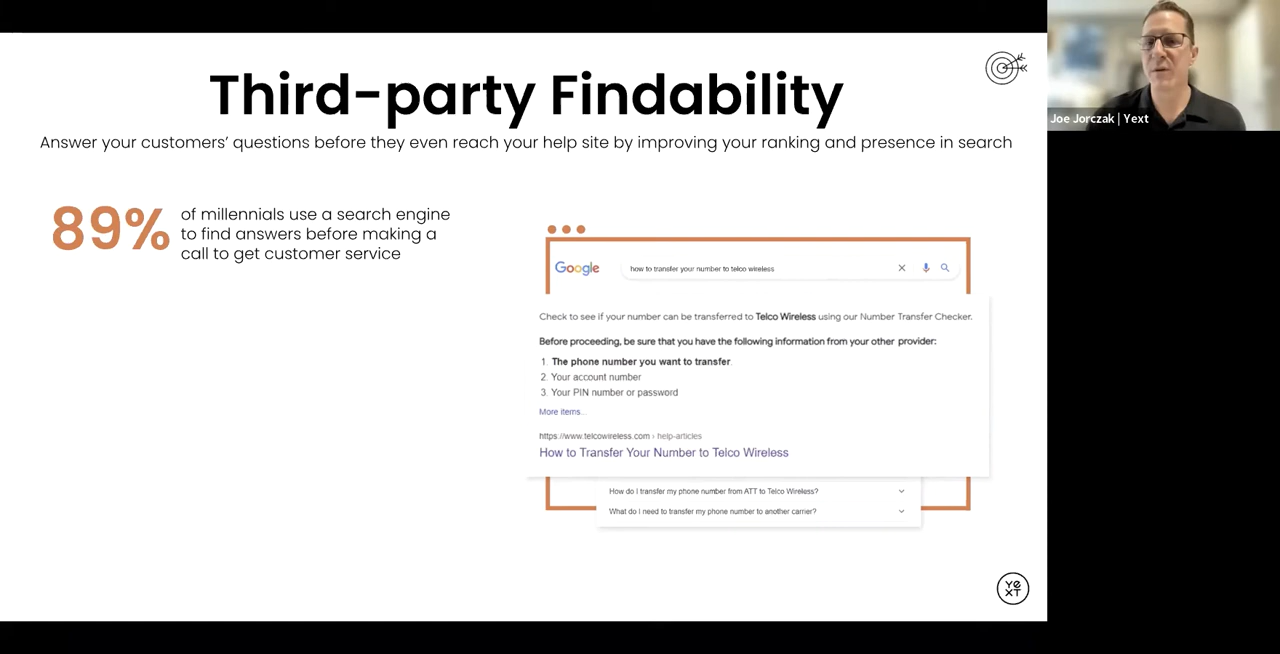 Third-party Findability
Answer your customers' questions before they even reach your help site by improving your ranking and presence in search
89%
of millennials use a search engine
to find answers before making a
call to get customer service
Google
how to transfer your number to telco wireless
Check to see if your number can be transferred to Telco Wireless using our Number Transfer Checker.
Before proceeding, be sure that you have the following information from your other provider:
1. The phone number you want to transfer.
2. Your account number
3. Your PIN number or password
More items...
https://www.telcowireless.com › help-articles
How to Transfer Your Number to Telco Wireless
How do I transfer my phone number from ATT to Telco Wireless?
What do I need to transfer my phone number to another carrier?
yext
Joe Jorczak | Yext